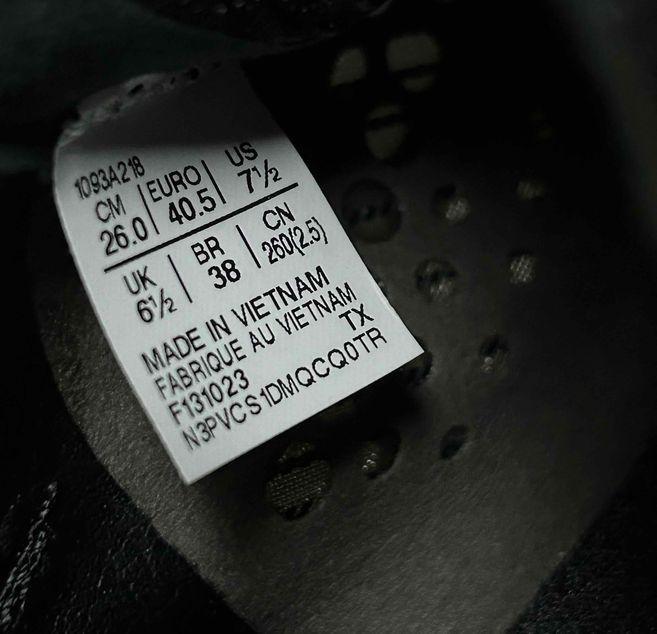 1093A218
CM EURO US
26.0 40.5 7½
UK BR CN
6½ 38 260(2.5)
MADE IN VIETNAM
FABRIQUE AU VIETNAM
F131023 TX
N3PVCS1DMQCQ0TR